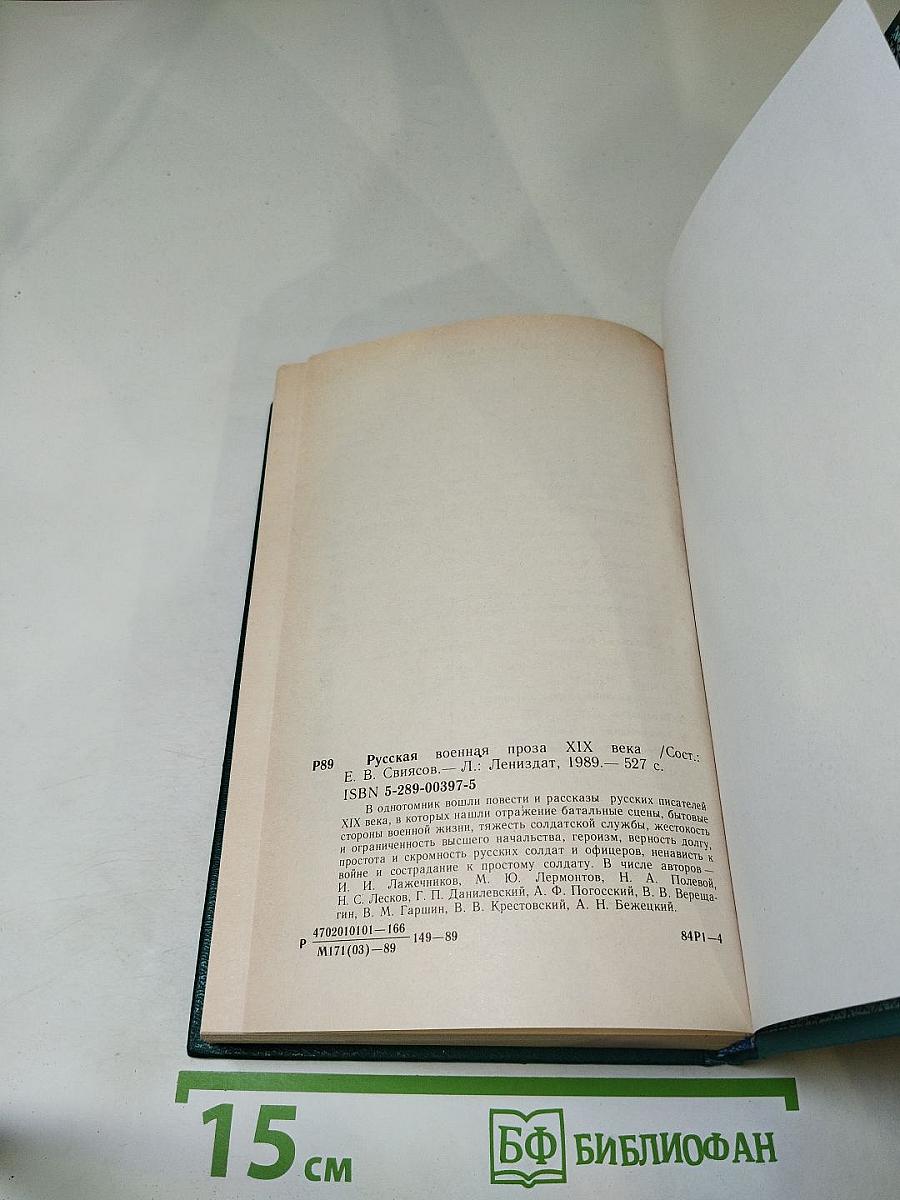 Р89 Русская военная проза XIX века /Сост.:
Е. В. Свиясов.— Л.: Лениздат, 1989.— 527 с.
ISBN 5-289-00397-5
В однотомник вошли повести и рассказы русских писателей
XIX века, в которых нашли отражение батальные сцены, бытовые
стороны военной жизни, тяжесть солдатской службы, жестокость
и ограниченность высшего начальства, героизм, верность долгу,
простота и скромность русских солдат и офицеров, ненависть к
войне и сострадание к простому солдату. В числе авторов —
И. И. Лажечников, М. Ю. Лермонтов, Н. А. Полевой,
Н. С. Лесков, Г. П. Данилевский, А. Ф. Погосский, В. В. Вереща-
гин, В. М. Гаршин, В. В. Крестовский, А. Н. Бежецкий.
Р 4702010101—166
М171(03)—89
149—89
84Р1—4
15 см
БФ БИБЛИОФАН